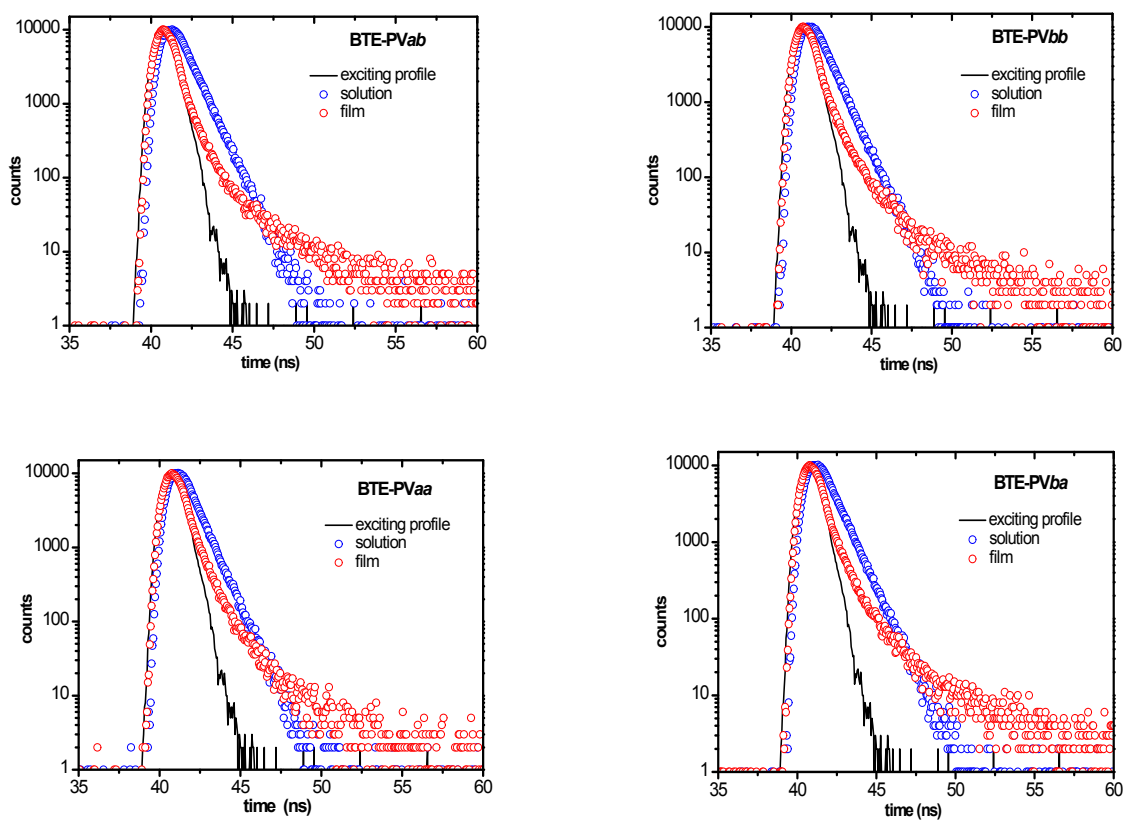 BTE-PVab
exciting profile
solution
film
10000
1000
100
10
1
counts
35 40 45 50 55 60
time (ns)
BTE-PVbb
exciting profile
solution
film
10000
1000
100
10
1
counts
35 40 45 50 55 60
time (ns)
BTE-PVaa
exciting profile
solution
film
10000
1000
100
10
1
counts
35 40 45 50 55 60
time (ns)
BTE-PVba
exciting profile
solution
film
10000
1000
100
10
1
counts
35 40 45 50 55 60
time (ns)